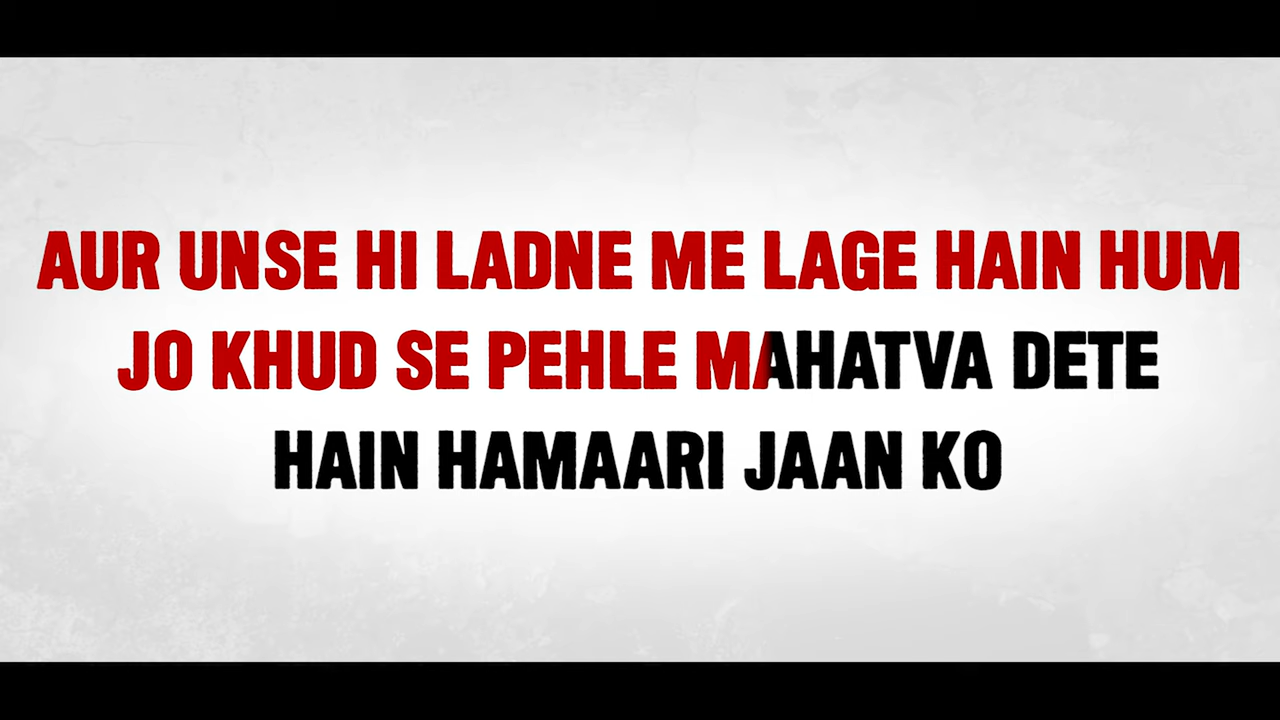 AUR UNSE HI LADNE ME LAGE HAIN HUM
JO KHUD SE PEHLE MAHATVA DETE
HAIN HAMAARI JAAN KO